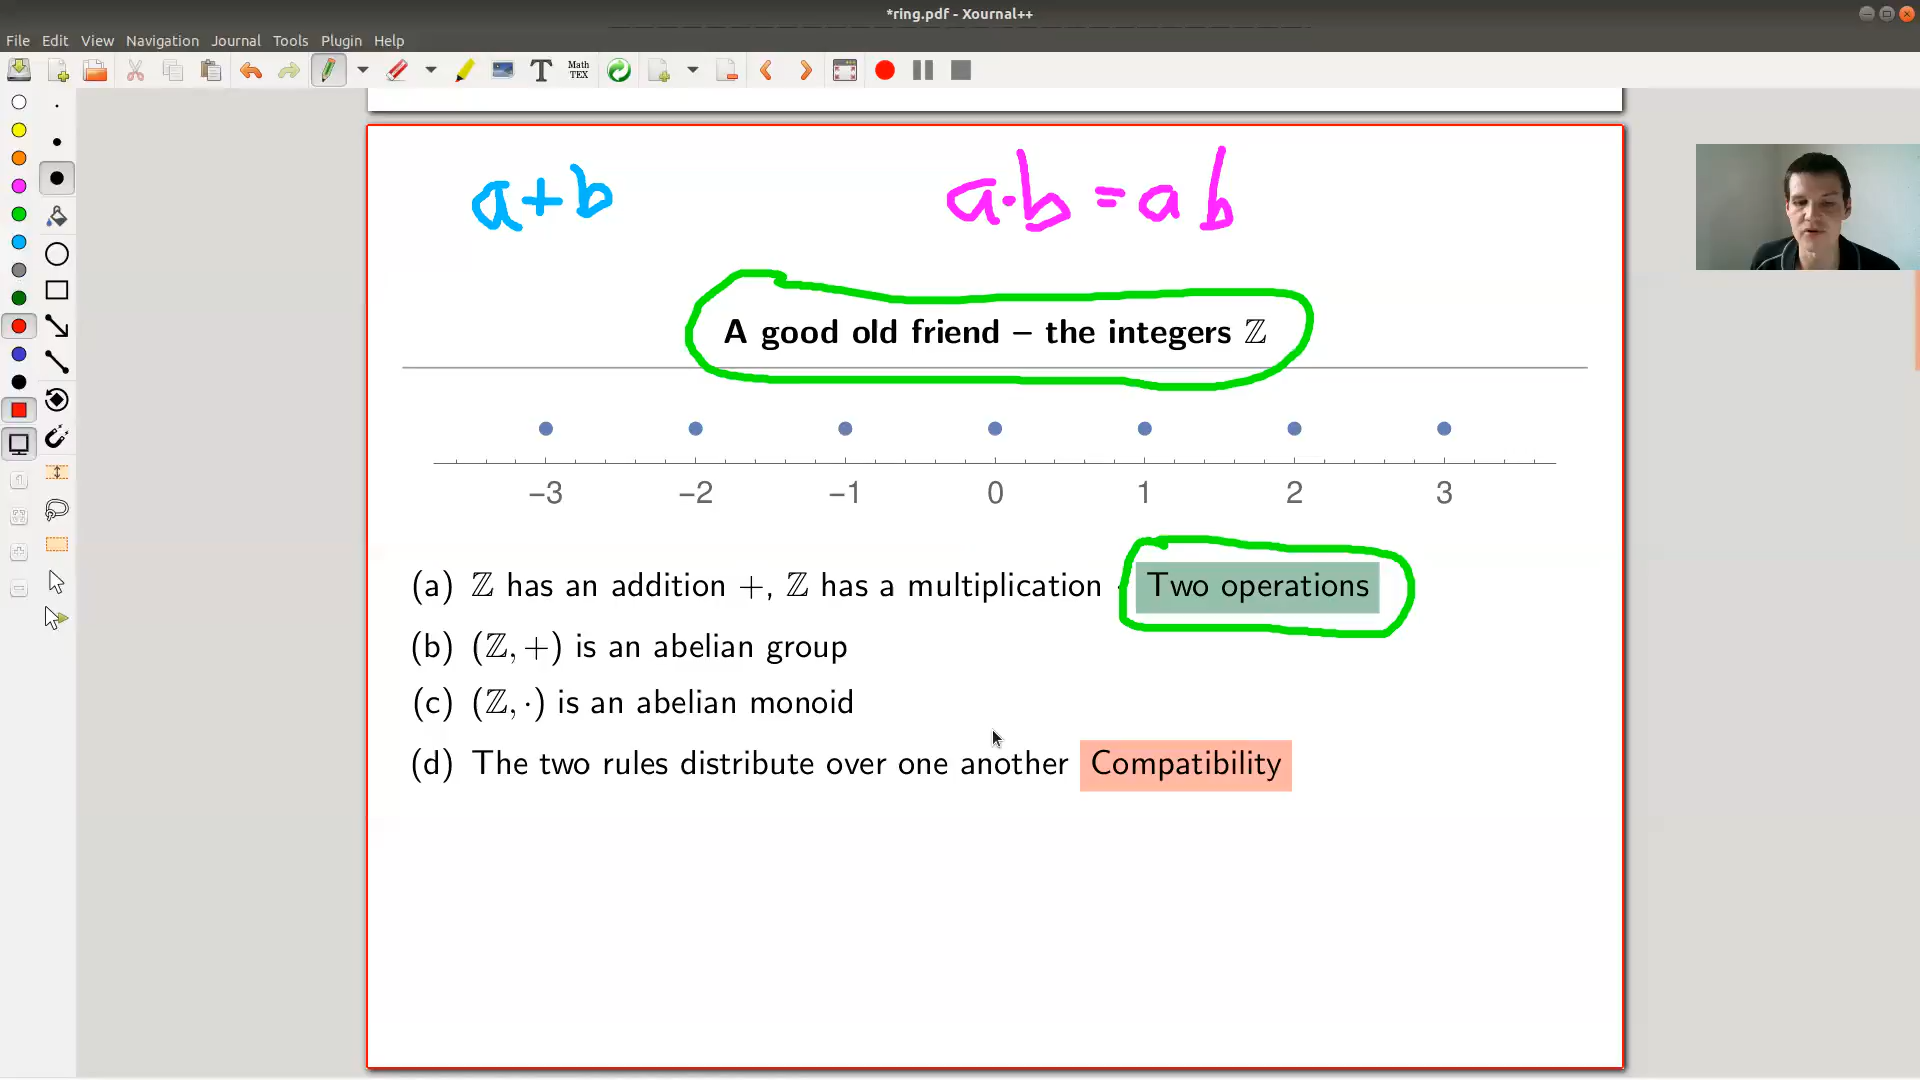 *ring.pdf - Xournal++
File Edit View Navigation Journal Tools Plugin Help
Math
TEX
a+b
a·b = a b
A good old friend – the integers ℤ
−3 −2 −1 0 1 2 3
(a) ℤ has an addition +, ℤ has a multiplication · Two operations
(b) (ℤ, +) is an abelian group
(c) (ℤ, ·) is an abelian monoid
(d) The two rules distribute over one another Compatibility